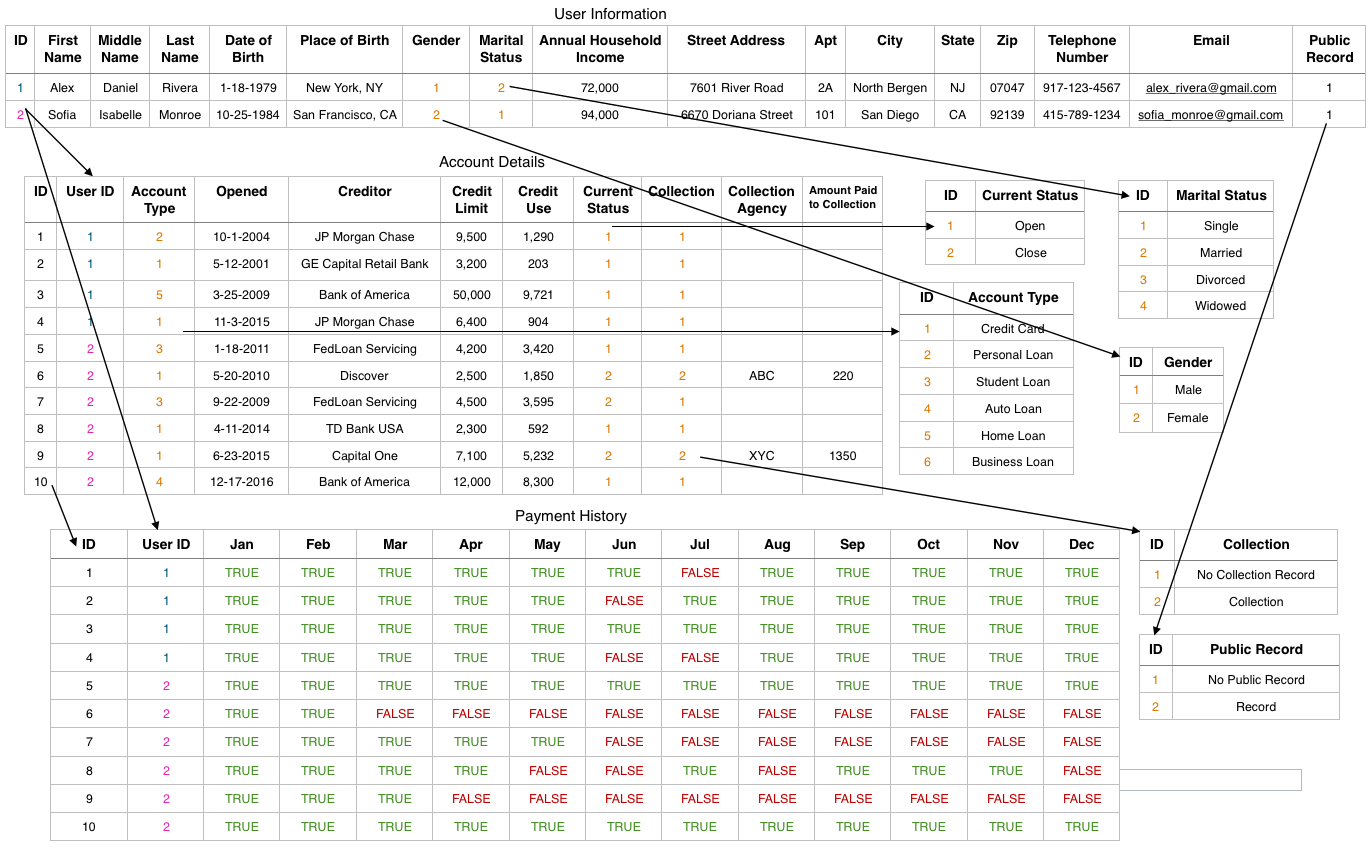 User Information
ID First Name Middle Name Last Name Date of Birth Place of Birth Gender Marital Status Annual Household Income Street Address Apt City State Zip Telephone Number Email Public Record
1 Alex Daniel Rivera 1-18-1979 New York, NY 1 2 72,000 7601 River Road 2A North Bergen NJ 07047 917-123-4567 alex_rivera@gmail.com 1
2 Sofia Isabelle Monroe 10-25-1984 San Francisco, CA 2 1 94,000 6670 Doriana Street 101 San Diego CA 92139 415-789-1234 sofia_monroe@gmail.com 1
Account Details
ID User ID Account Type Opened Creditor Credit Limit Credit Use Current Status Collection Collection Agency Amount Paid to Collection
1 1 2 10-1-2004 JP Morgan Chase 9,500 1,290 1 1
2 1 1 5-12-2001 GE Capital Retail Bank 3,200 203 1 1
3 1 5 3-25-2009 Bank of America 50,000 9,721 1 1
4 1 1 11-3-2015 JP Morgan Chase 6,400 904 1 1
5 2 3 1-18-2011 FedLoan Servicing 4,200 3,420 1 1
6 2 1 5-20-2010 Discover 2,500 1,850 2 2 ABC 220
7 2 3 9-22-2009 FedLoan Servicing 4,500 3,595 2 1
8 2 1 4-11-2014 TD Bank USA 2,300 592 1 1
9 2 1 6-23-2015 Capital One 7,100 5,232 2 2 XYC 1350
10 2 4 12-17-2016 Bank of America 12,000 8,300 1 1
ID Current Status
1 Open
2 Close
ID Marital Status
1 Single
2 Married
3 Divorced
4 Widowed
ID Account Type
1 Credit Card
2 Personal Loan
3 Student Loan
4 Auto Loan
5 Home Loan
6 Business Loan
ID Gender
1 Male
2 Female
Payment History
ID User ID Jan Feb Mar Apr May Jun Jul Aug Sep Oct Nov Dec
1 1 TRUE TRUE TRUE TRUE TRUE TRUE FALSE TRUE TRUE TRUE TRUE TRUE
2 1 TRUE TRUE TRUE TRUE TRUE FALSE TRUE TRUE TRUE TRUE TRUE TRUE
3 1 TRUE TRUE TRUE TRUE TRUE TRUE TRUE TRUE TRUE TRUE TRUE TRUE
4 1 TRUE TRUE TRUE TRUE TRUE FALSE FALSE TRUE TRUE TRUE TRUE TRUE
5 2 TRUE TRUE TRUE TRUE TRUE TRUE TRUE TRUE TRUE TRUE TRUE TRUE
6 2 TRUE TRUE FALSE FALSE FALSE FALSE FALSE FALSE FALSE FALSE FALSE FALSE
7 2 TRUE TRUE TRUE TRUE TRUE FALSE FALSE FALSE FALSE FALSE FALSE FALSE
8 2 TRUE TRUE TRUE TRUE FALSE FALSE TRUE FALSE TRUE TRUE TRUE FALSE
9 2 TRUE TRUE TRUE FALSE FALSE FALSE FALSE FALSE FALSE FALSE FALSE FALSE
10 2 TRUE TRUE TRUE TRUE TRUE TRUE TRUE TRUE TRUE TRUE TRUE TRUE
ID Collection
1 No Collection Record
2 Collection
ID Public Record
1 No Public Record
2 Record